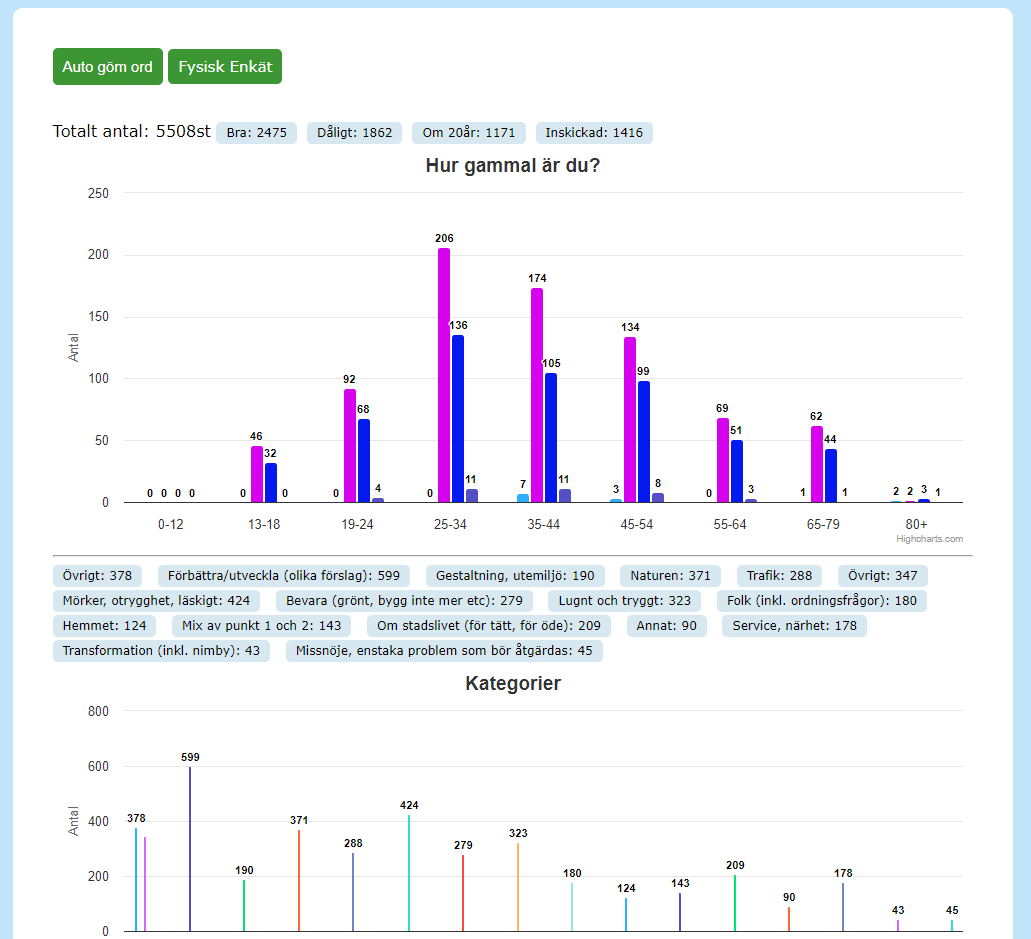 Auto göm ord Fysisk Enkät
Totalt antal: 5508st Bra: 2475 Dåligt: 1862 Om 20år: 1171 Inskickad: 1416
Hur gammal är du?
250
200
150
100
50
0
Antal
0 0 0 0
0 46 32 0
0 92 68 4
0 206 136 11
7 174 105 11
3 134 99 8
0 69 51 3
1 62 44 1
2 2 3 1
0-12 13-18 19-24 25-34 35-44 45-54 55-64 65-79 80+
Highcharts.com
Övrigt: 378 Förbättra/utveckla (olika förslag): 599 Gestaltning, utemiljö: 190 Naturen: 371 Trafik: 288 Övrigt: 347
Mörker, otrygghet, läskigt: 424 Bevara (grönt, bygg inte mer etc): 279 Lugnt och tryggt: 323 Folk (inkl. ordningsfrågor): 180
Hemmet: 124 Mix av punkt 1 och 2: 143 Om stadslivet (för tätt, för öde): 209 Annat: 90 Service, närhet: 178
Transformation (inkl. nimby): 43 Missnöje, enstaka problem som bör åtgärdas: 45
Kategorier
800
600
400
200
0
Antal
378 599 190 371 288 424 279 323 180 124 143 209 90 178 43 45